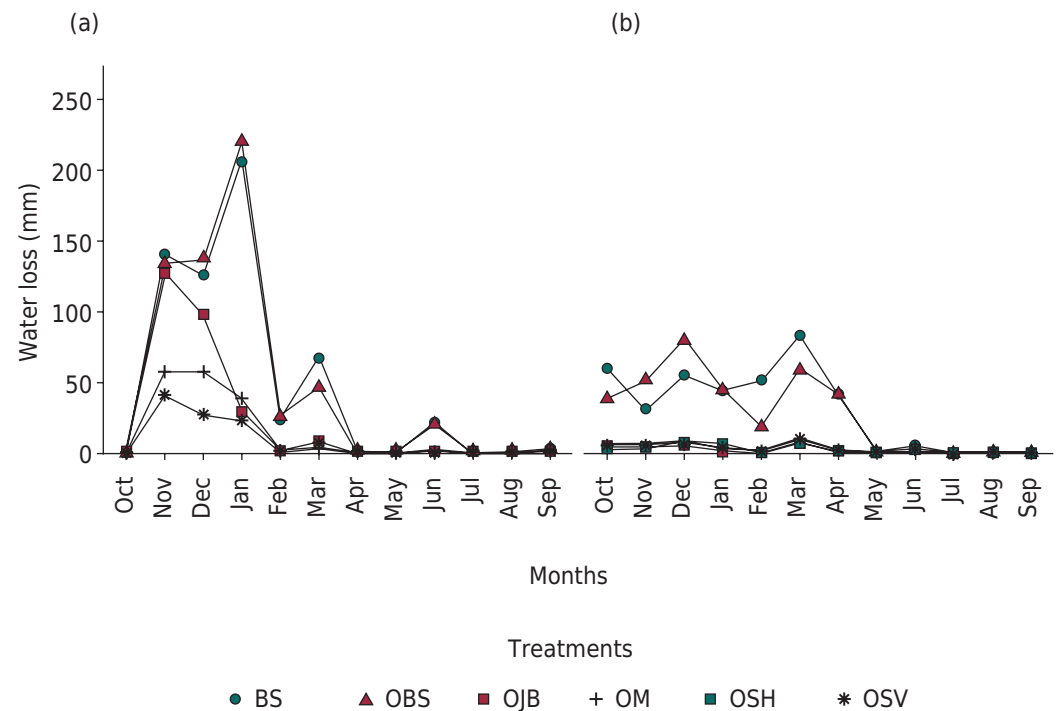 (a)
(b)
Water loss (mm)
250
200
150
100
50
0
Oct Nov Dec Jan Feb Mar Apr May Jun Jul Aug Sep
Oct Nov Dec Jan Feb Mar Apr May Jun Jul Aug Sep
Months
Treatments
BS OBS OJB OM OSH OSV